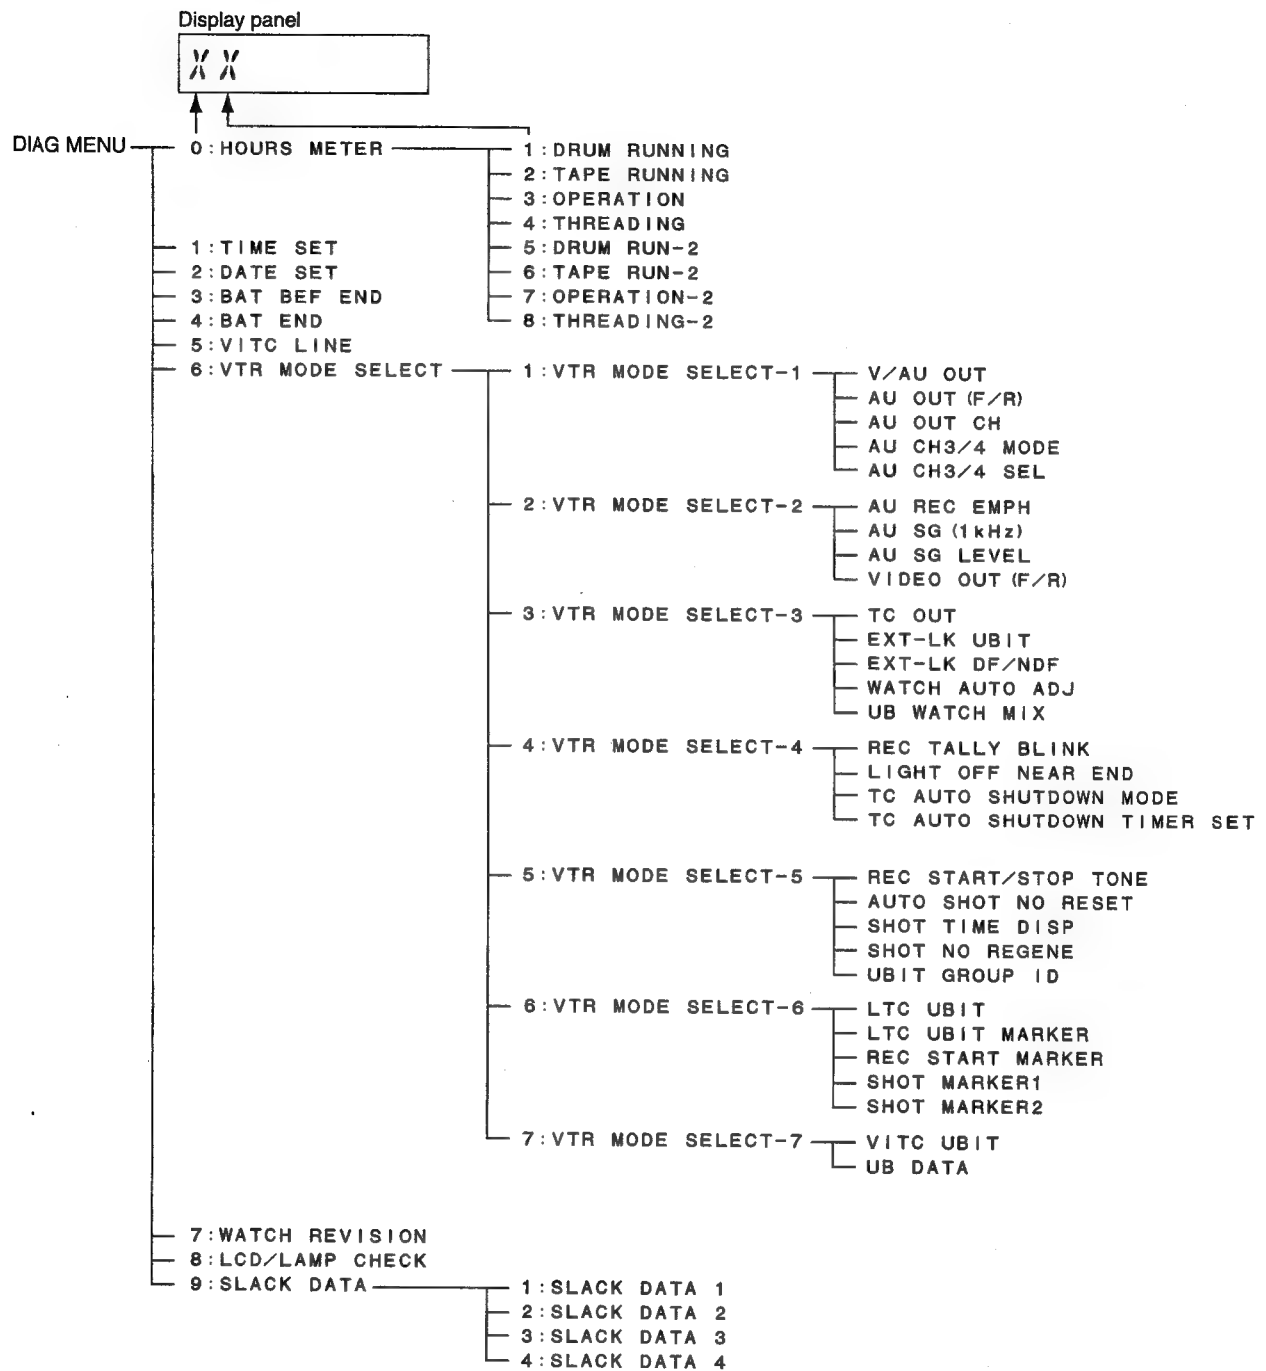 Display panel
X X
DIAG MENU
0:HOURS METER
1:DRUM RUNNING
2:TAPE RUNNING
3:OPERATION
4:THREADING
5:DRUM RUN-2
6:TAPE RUN-2
7:OPERATION-2
8:THREADING-2
1:TIME SET
2:DATE SET
3:BAT BEF END
4:BAT END
5:VITC LINE
6:VTR MODE SELECT
1:VTR MODE SELECT-1
V/AU OUT
AU OUT (F/R)
AU OUT CH
AU CH3/4 MODE
AU CH3/4 SEL
2:VTR MODE SELECT-2
AU REC EMPH
AU SG (1kHz)
AU SG LEVEL
VIDEO OUT (F/R)
3:VTR MODE SELECT-3
TC OUT
EXT-LK UBIT
EXT-LK DF/NDF
WATCH AUTO ADJ
UB WATCH MIX
4:VTR MODE SELECT-4
REC TALLY BLINK
LIGHT OFF NEAR END
TC AUTO SHUTDOWN MODE
TC AUTO SHUTDOWN TIMER SET
5:VTR MODE SELECT-5
REC START/STOP TONE
AUTO SHOT NO RESET
SHOT TIME DISP
SHOT NO REGENE
UBIT GROUP ID
6:VTR MODE SELECT-6
LTC UBIT
LTC UBIT MARKER
REC START MARKER
SHOT MARKER1
SHOT MARKER2
7:VTR MODE SELECT-7
VITC UBIT
UB DATA
7:WATCH REVISION
8:LCD/LAMP CHECK
9:SLACK DATA
1:SLACK DATA 1
2:SLACK DATA 2
3:SLACK DATA 3
4:SLACK DATA 4